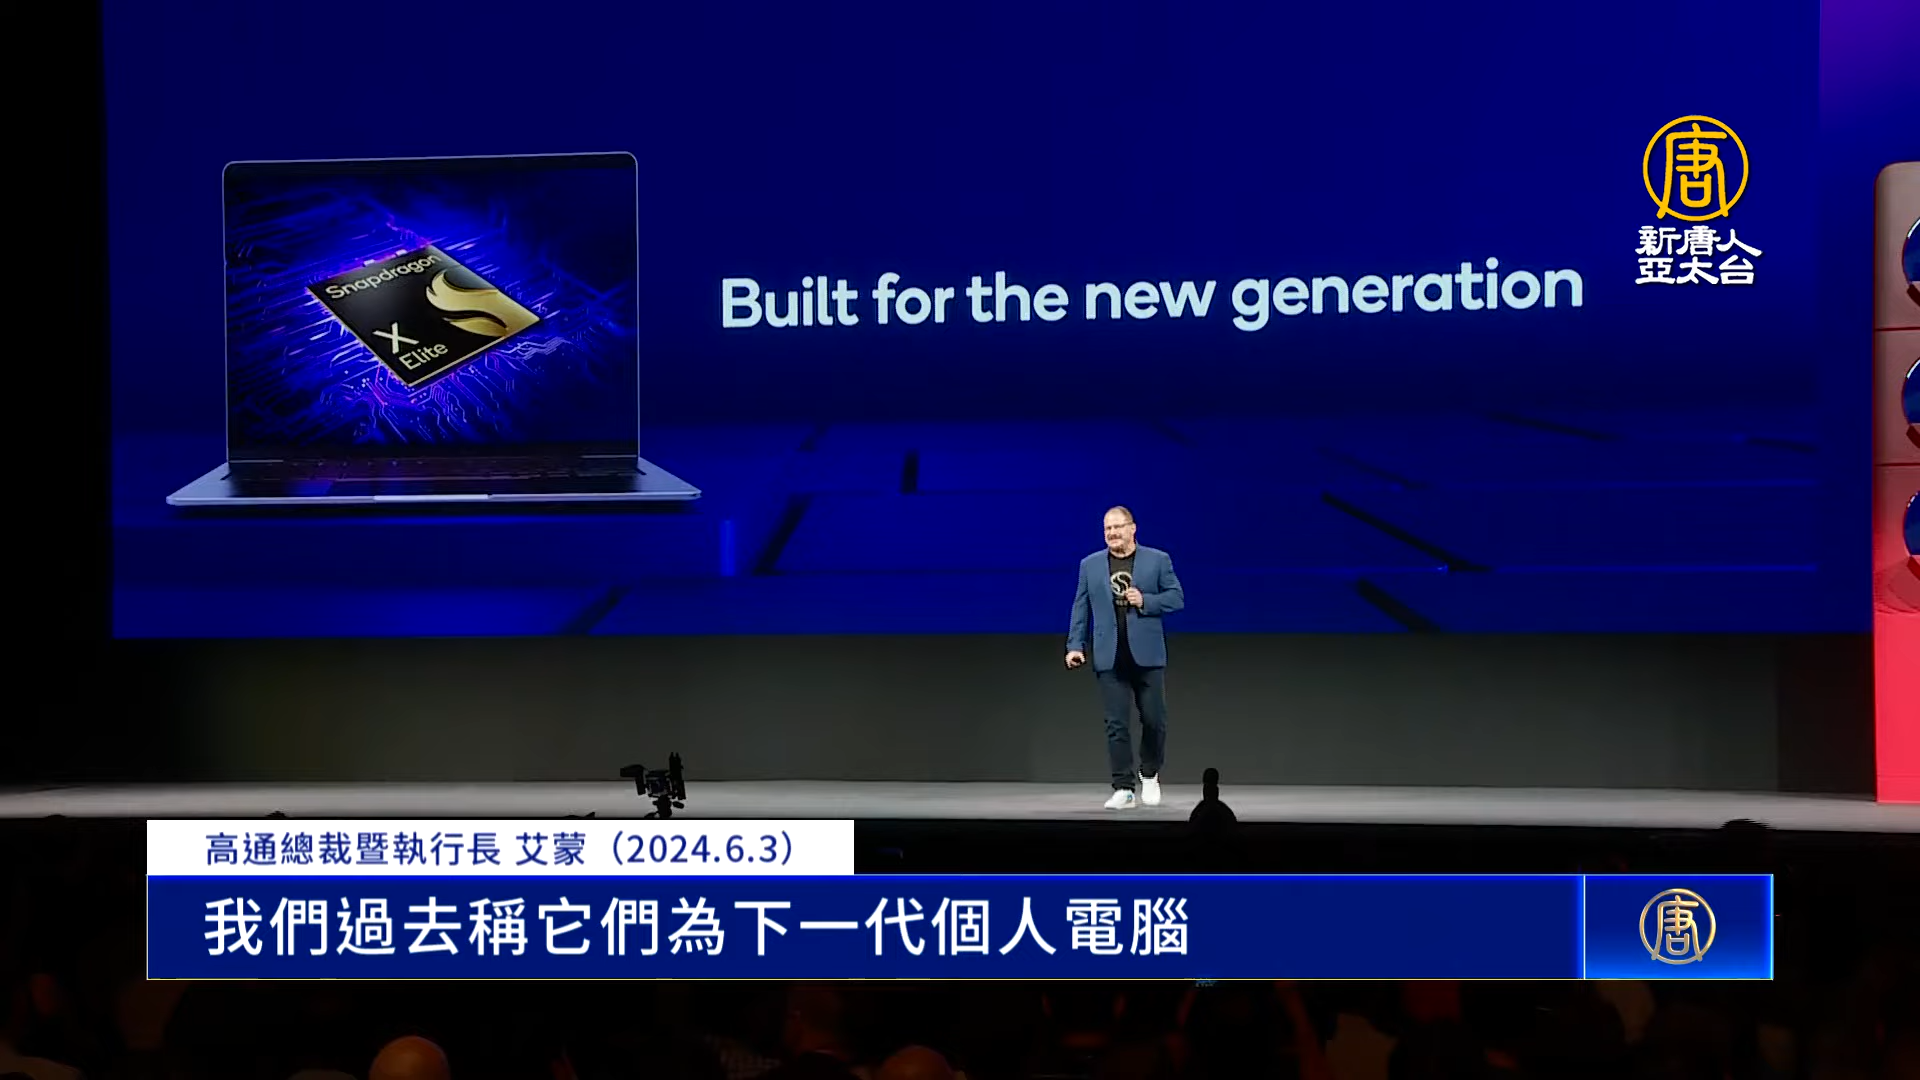 Snapdragon
X
Elite
Built for the new generation
唐
新唐人
亞太台
高通總裁暨執行長 艾蒙（2024.6.3）
我們過去稱它們為下一代個人電腦
唐